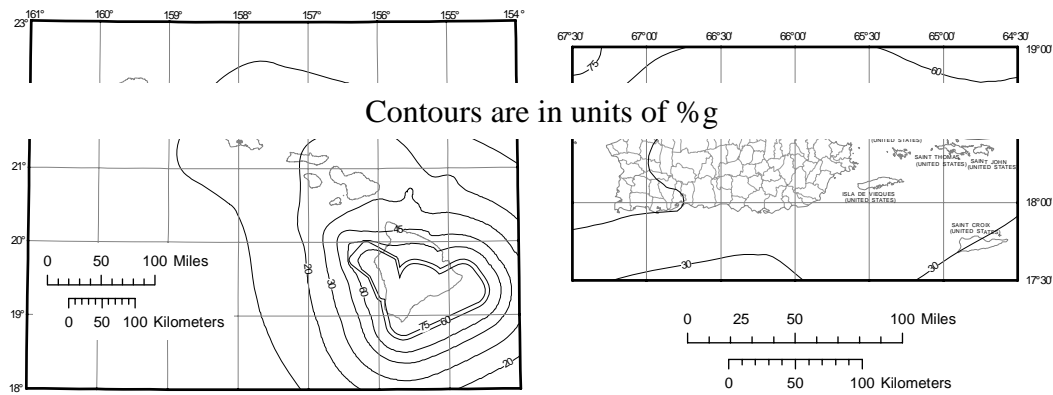 161° 160° 159° 158° 157° 156° 155° 154°
23°
67°30' 67°00' 66°30' 66°00' 65°30' 65°00' 64°30'
19°00'
75
60
Contours are in units of %g
21°
20°
19°
18°
45
20
30
60
75 60
20
0 50 100 Miles
0 50 100 Kilometers
(UNITED STATES)
SAINT THOMAS
(UNITED STATES)
SAINT JOHN
(UNITED STATES)
ISLA DE VIEQUES
(UNITED STATES)
18°00'
SAINT CROIX
(UNITED STATES)
30
30
17°30'
0 25 50 100 Miles
0 50 100 Kilometers